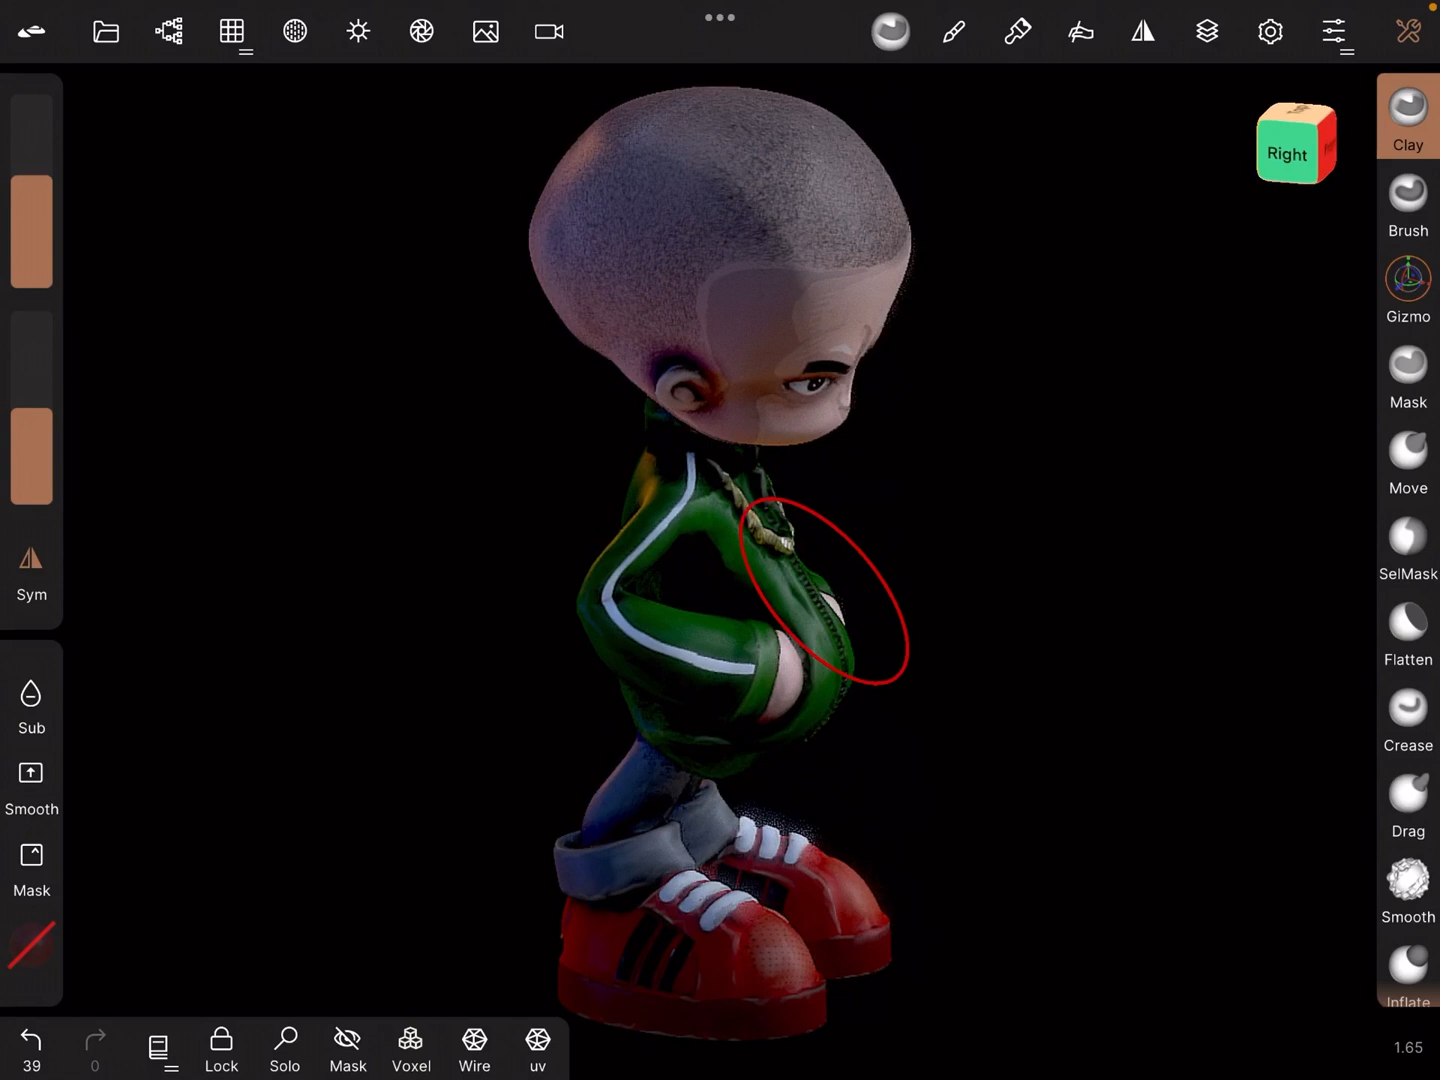 Right
Clay
Brush
Gizmo
Mask
Move
SelMask
Flatten
Crease
Drag
Smooth
Inflate
Sym
Sub
Smooth
Mask
39
0
Lock
Solo
Mask
Voxel
Wire
uv
1.65